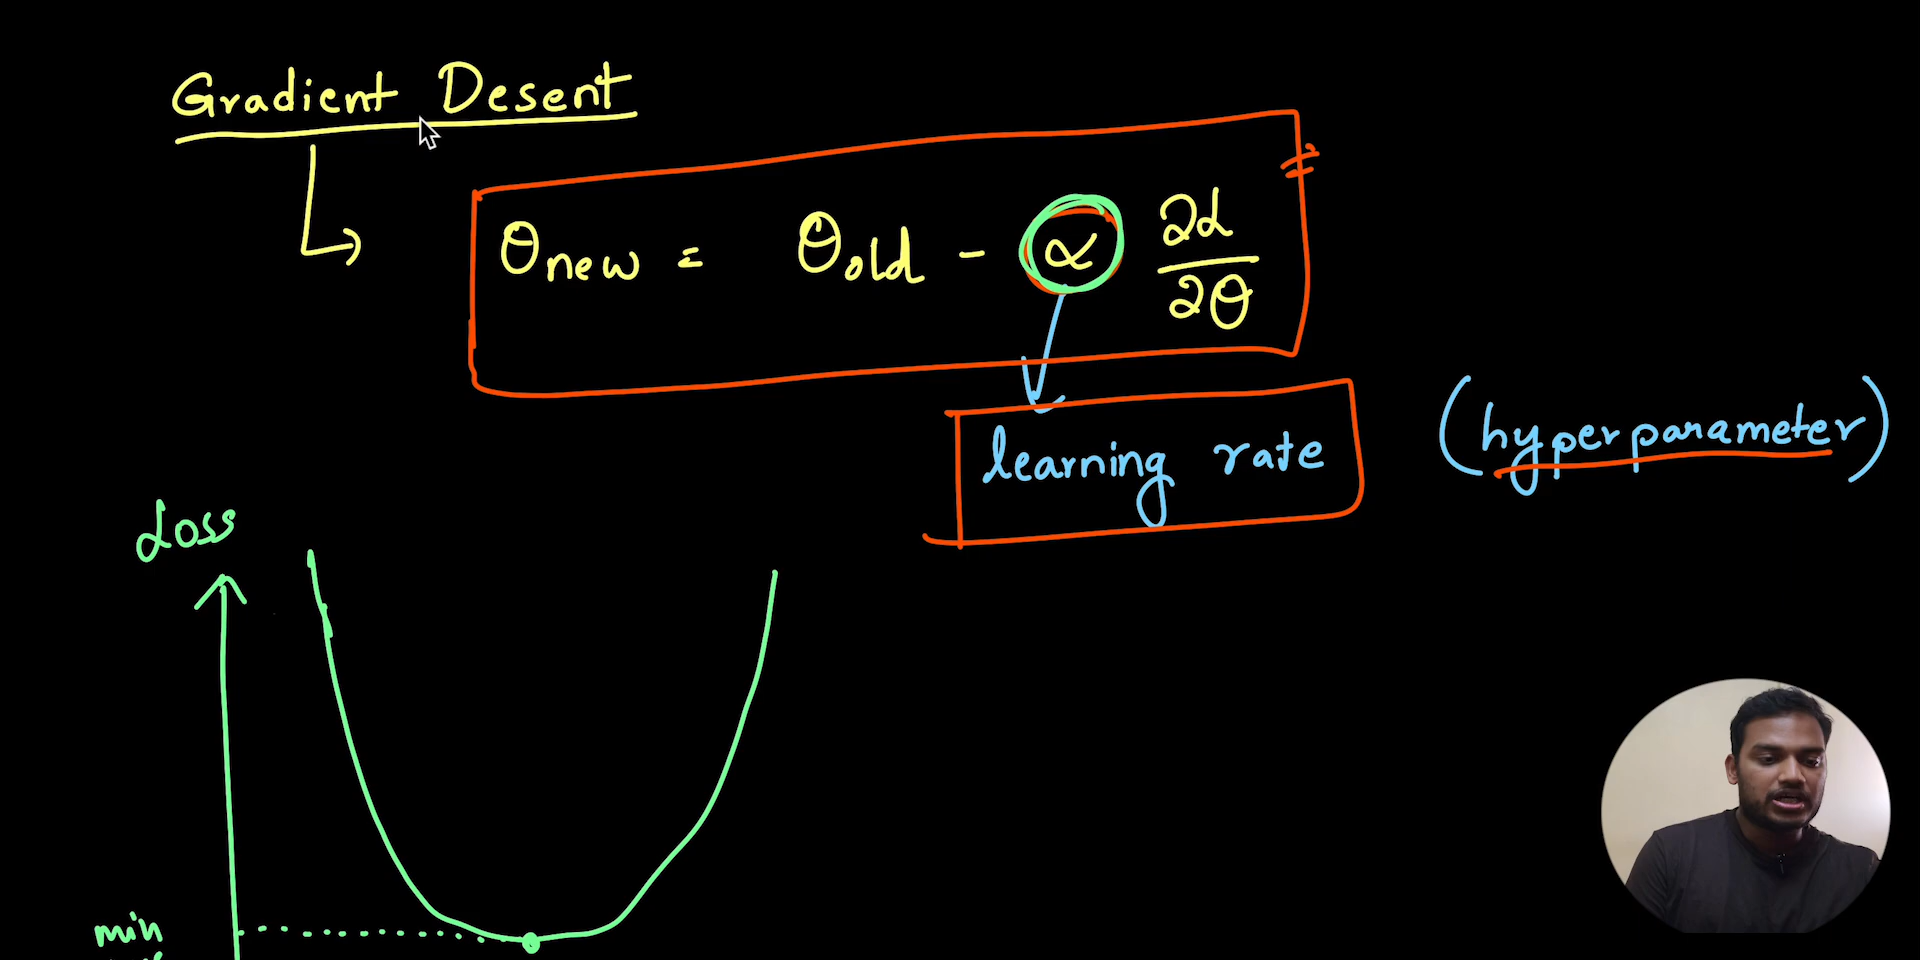 Gradient Desent
θnew = θold - α ∂L/∂θ
learning rate
(hyperparameter)
Loss
min